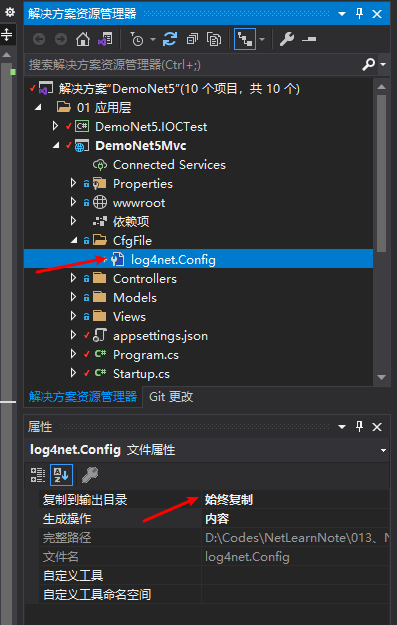 解决方案资源管理器
搜索解决方案资源管理器(Ctrl+;)
解决方案"DemoNet5"(10 个项目，共 10 个)
01 应用层
DemoNet5.IOCTest
DemoNet5Mvc
Connected Services
Properties
wwwroot
依赖项
CfgFile
log4net.Config
Controllers
Models
Views
appsettings.json
Program.cs
Startup.cs
解决方案资源管理器 Git 更改
属性
log4net.Config 文件属性
复制到输出目录 始终复制
生成操作 内容
完整路径 D:\Codes\NetLearnNote\013、N
文件名 log4net.Config
自定义工具
自定义工具命名空间